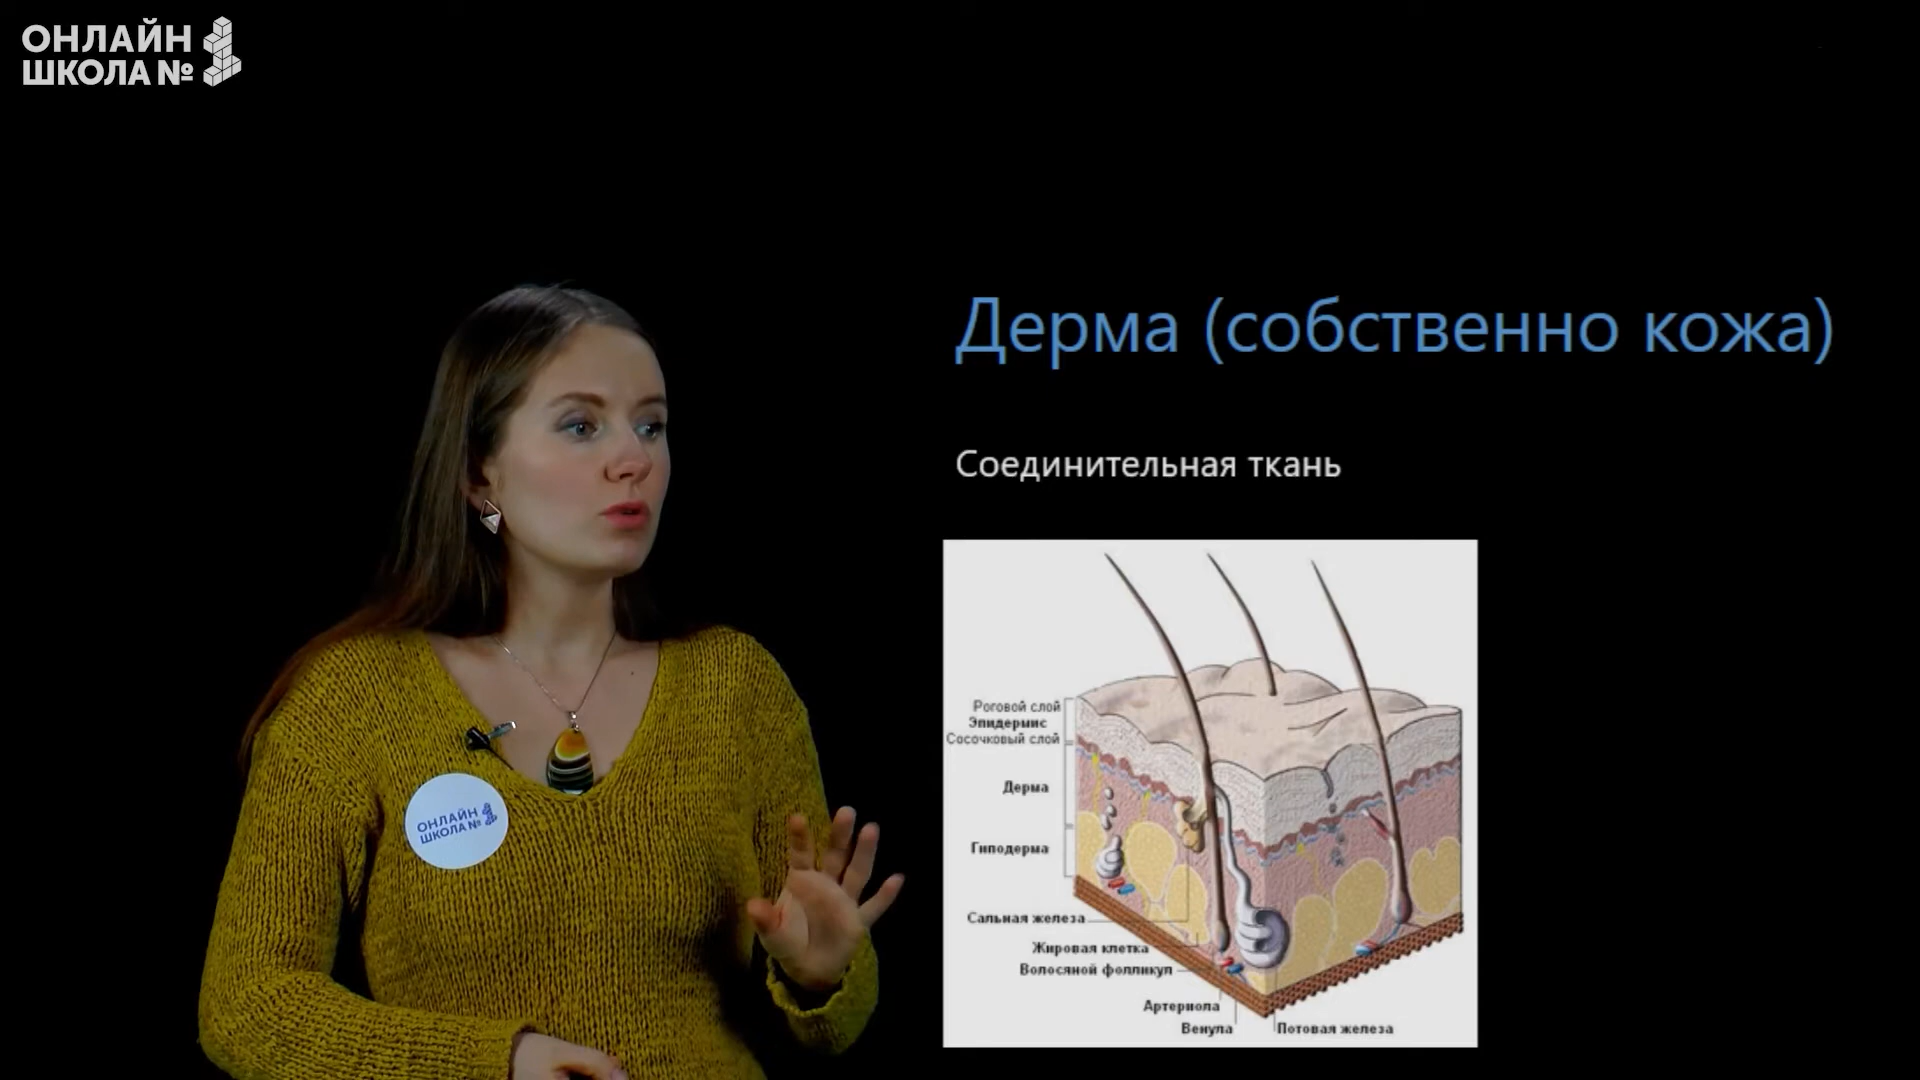 ОНЛАЙН
ШКОЛА №
Дерма (собственно кожа)
Соединительная ткань
Роговой слой
Эпидермис
Сосочковый слой
Дерма
Гиподерма
Сальная железа
Жировая клетка
Волосяной фолликул
Артериола
Венула
Потовая железа
ОНЛАЙН
ШКОЛА №